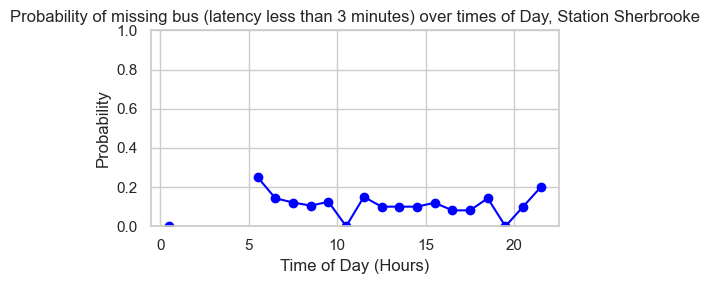 Probability of missing bus (latency less than 3 minutes) over times of Day, Station Sherbrooke
1.0
0.8
0.6
0.4
0.2
0.0
Probability
0 5 10 15 20
Time of Day (Hours)